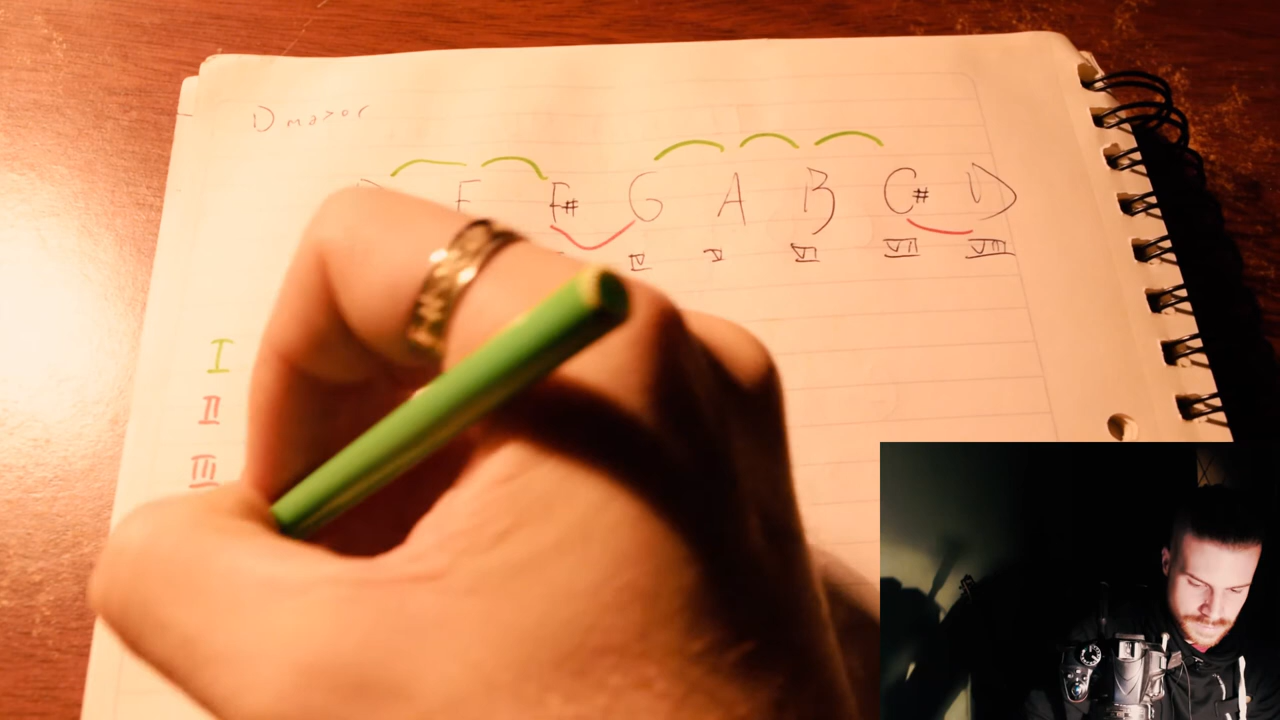 D major
D E F# G A B C# D
IV V VI VII VIII
I
II
III